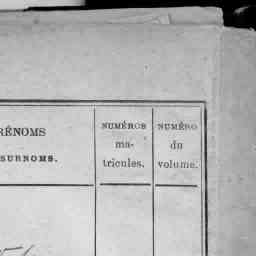 RÉNOMS
SURNOMS.
NUMÉROS
ma-
tricules.
NUMÉRO
du
volume.